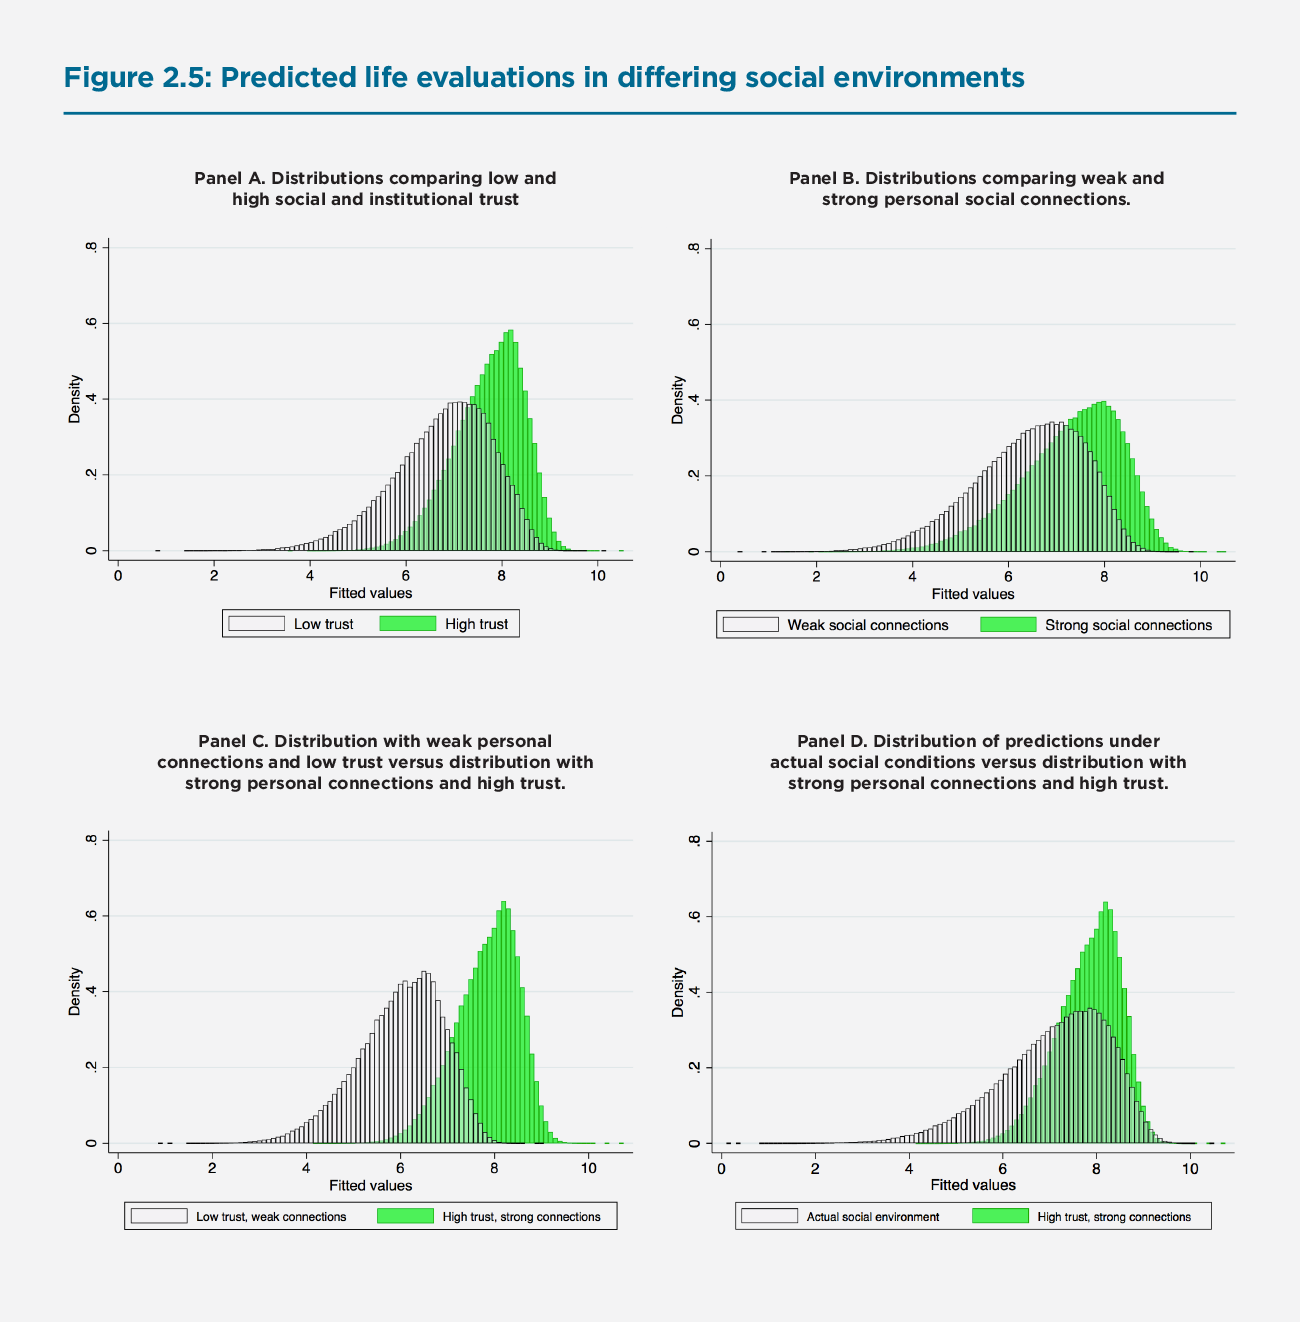 Figure 2.5: Predicted life evaluations in differing social environments
Panel A. Distributions comparing low and
high social and institutional trust
.8
.6
.4
.2
0
Density
0 2 4 6 8 10
Fitted values
Low trust High trust
Panel B. Distributions comparing weak and
strong personal social connections.
.8
.6
.4
.2
0
Density
0 2 4 6 8 10
Fitted values
Weak social connections Strong social connections
Panel C. Distribution with weak personal
connections and low trust versus distribution with
strong personal connections and high trust.
.8
.6
.4
.2
0
Density
0 2 4 6 8 10
Fitted values
Low trust, weak connections High trust, strong connections
Panel D. Distribution of predictions under
actual social conditions versus distribution with
strong personal connections and high trust.
.8
.6
.4
.2
0
Density
0 2 4 6 8 10
Fitted values
Actual social environment High trust, strong connections